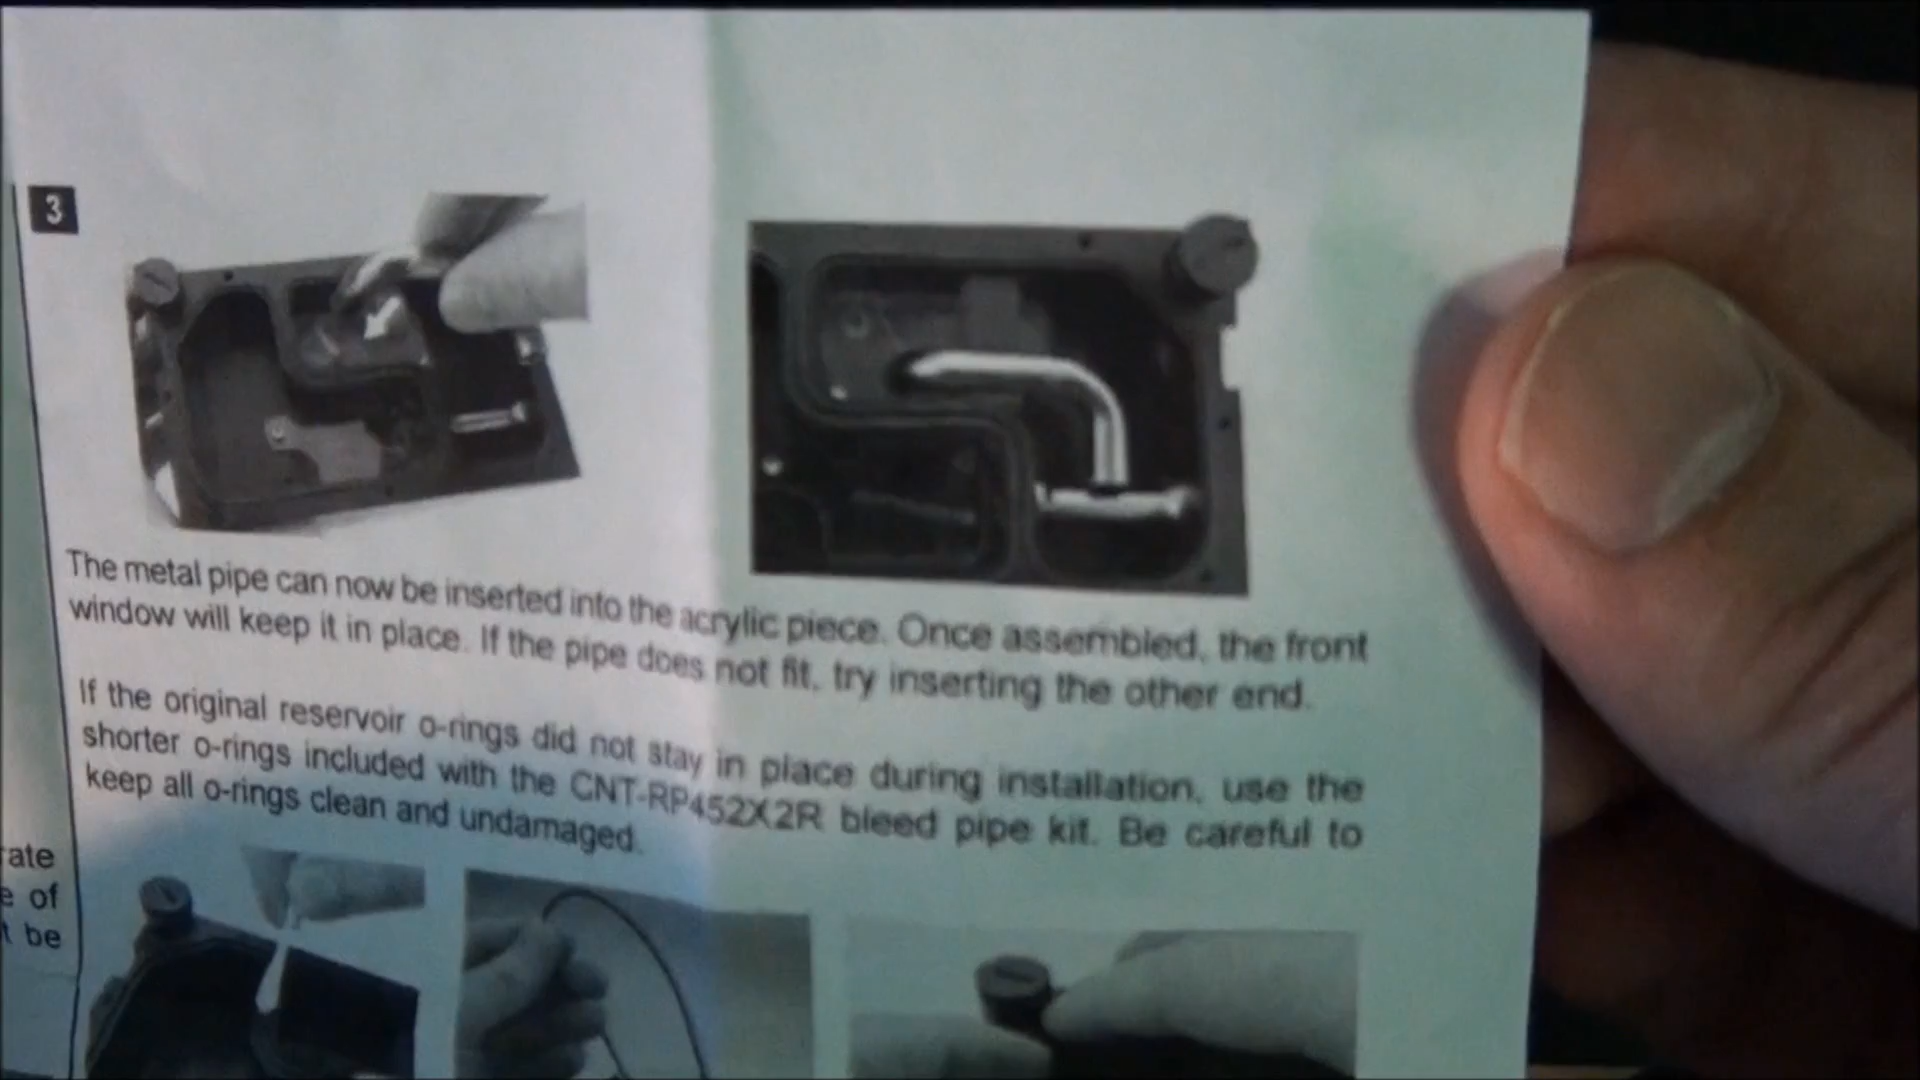 3
The metal pipe can now be inserted into the acrylic piece. Once assembled, the front
window will keep it in place. If the pipe does not fit, try inserting the other end.
If the original reservoir o-rings did not stay in place during installation, use the
shorter o-rings included with the CNT-RP452X2R bleed pipe kit. Be careful to
keep all o-rings clean and undamaged.
rate
e of
t be